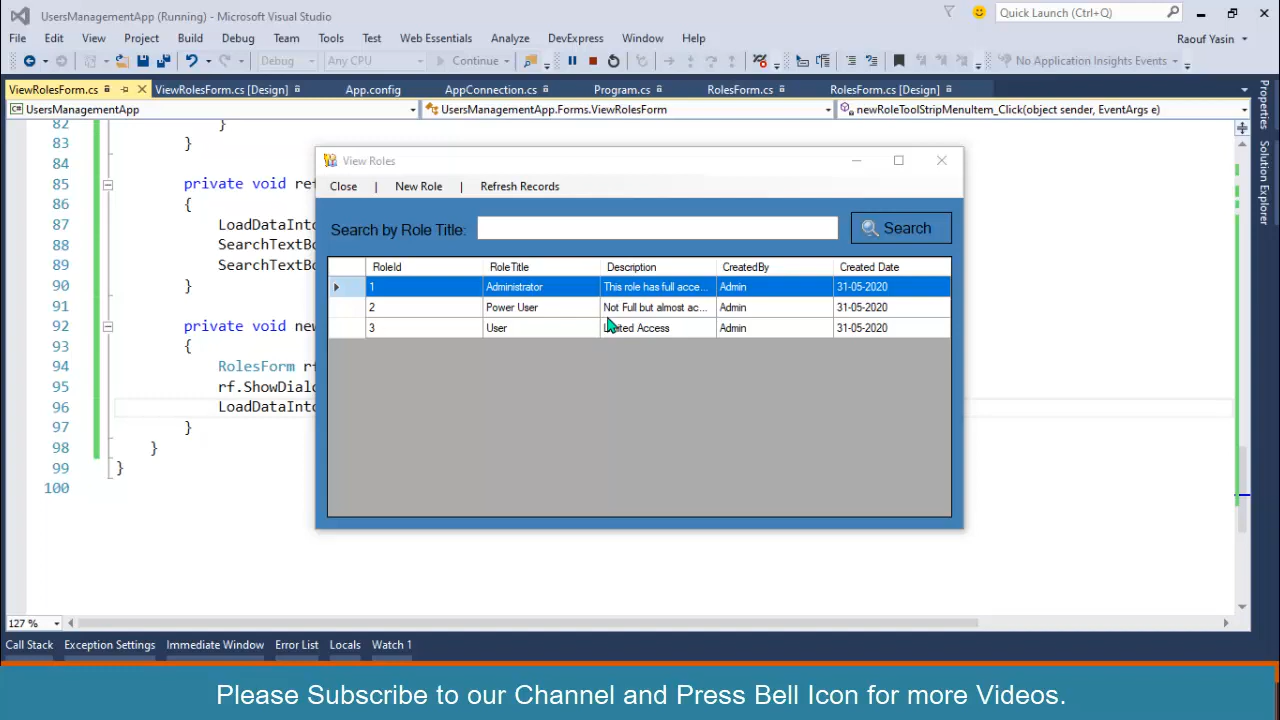 UsersManagementApp (Running) - Microsoft Visual Studio
Quick Launch (Ctrl+Q)
File Edit View Project Build Debug Team Tools Test Web Essentials Analyze DevExpress Window Help
Raouf Yasin
Debug Any CPU Continue No Application Insights Events
ViewRolesForm.cs ViewRolesForm.cs [Design] App.config AppConnection.cs Program.cs RolesForm.cs RolesForm.cs [Design]
UsersManagementApp UsersManagementApp.Forms.ViewRolesForm newRoleToolStripMenuItem_Click(object sender, EventArgs e)
Properties
Solution Explorer
82 }
83 }
84
85 private void ref
86 {
87 LoadDataInto
88 SearchTextBo
89 SearchTextBo
90 }
91
92 private void new
93 {
94 RolesForm rf
95 rf.ShowDialo
96 LoadDataInto
97 }
98 }
99 }
100
View Roles
Close | New Role | Refresh Records
Search by Role Title: Search
RoleId RoleTitle Description CreatedBy Created Date
1 Administrator This role has full acce... Admin 31-05-2020
2 Power User Not Full but almost ac... Admin 31-05-2020
3 User Limited Access Admin 31-05-2020
127 %
Call Stack Exception Settings Immediate Window Error List Locals Watch 1
Please Subscribe to our Channel and Press Bell Icon for more Videos.